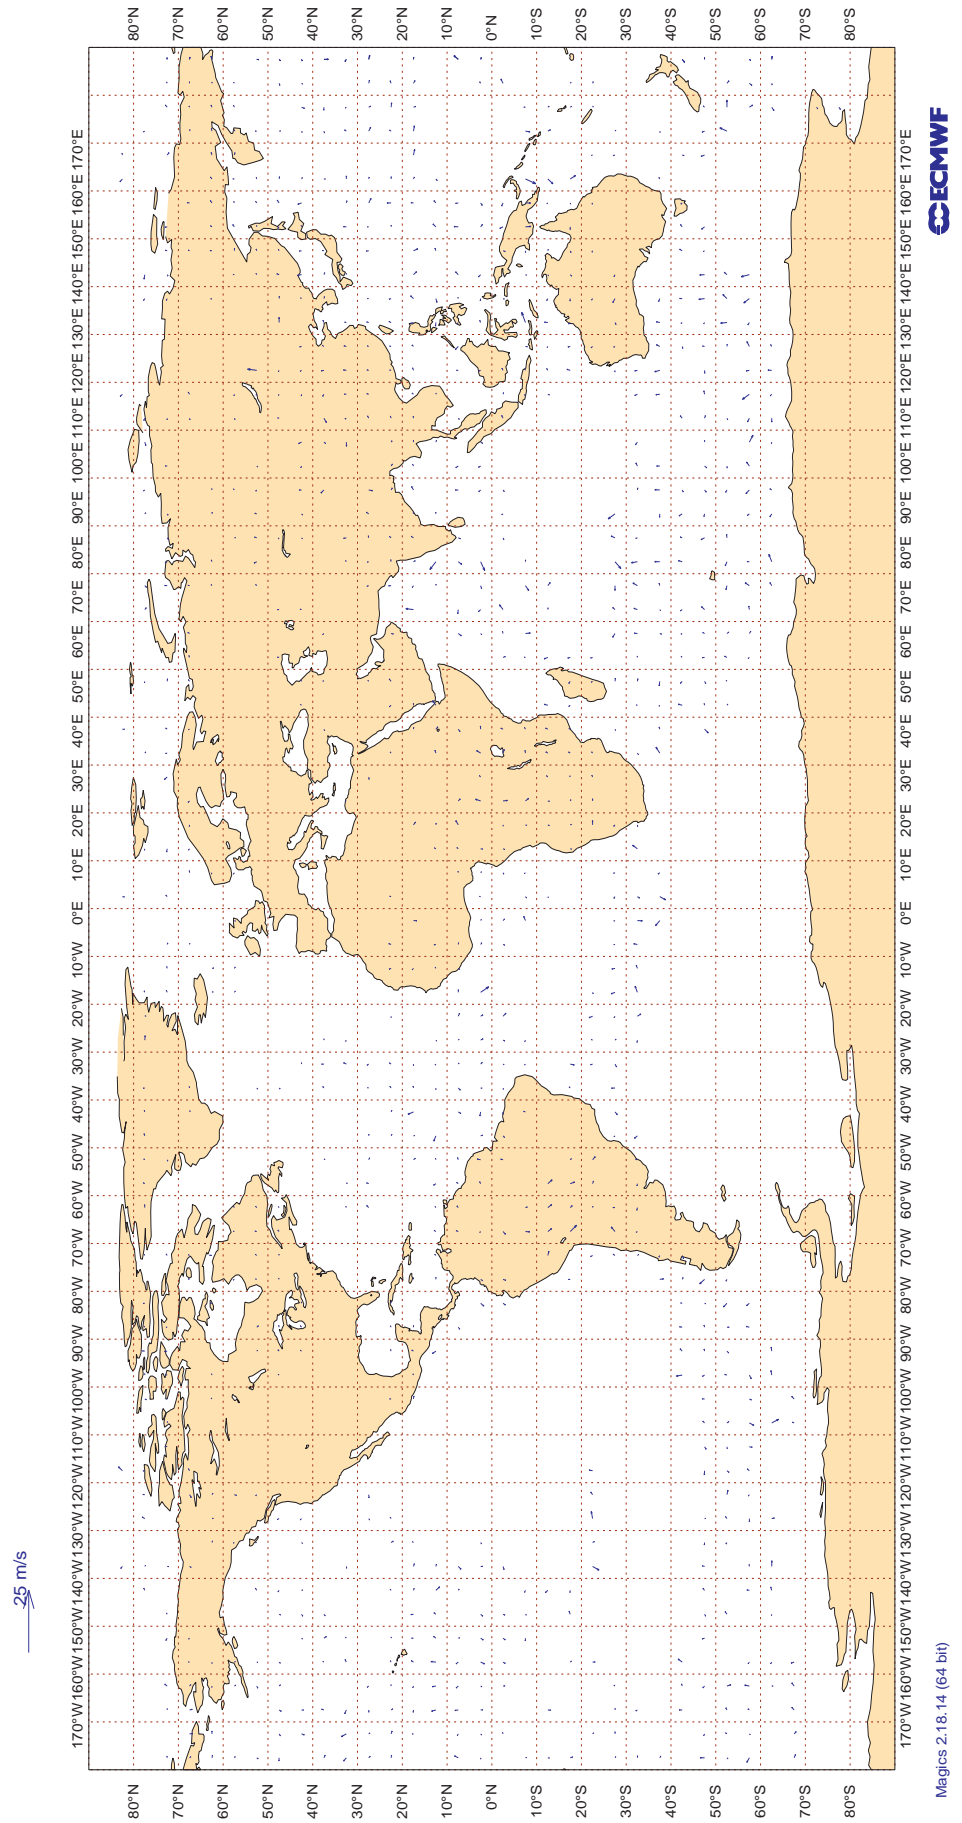 25 m/s
170°W 160°W 150°W 140°W 130°W 120°W 110°W 100°W 90°W 80°W 70°W 60°W 50°W 40°W 30°W 20°W 10°W 0°E 10°E 20°E 30°E 40°E 50°E 60°E 70°E 80°E 90°E 100°E 110°E 120°E 130°E 140°E 150°E 160°E 170°E
80°N 80°N
70°N 70°N
60°N 60°N
50°N 50°N
40°N 40°N
30°N 30°N
20°N 20°N
10°N 10°N
0°N 0°N
10°S 10°S
20°S 20°S
30°S 30°S
40°S 40°S
50°S 50°S
60°S 60°S
70°S 70°S
80°S 80°S
170°W 160°W 150°W 140°W 130°W 120°W 110°W 100°W 90°W 80°W 70°W 60°W 50°W 40°W 30°W 20°W 10°W 0°E 10°E 20°E 30°E 40°E 50°E 60°E 70°E 80°E 90°E 100°E 110°E 120°E 130°E 140°E 150°E 160°E 170°E
Magics 2.18.14 (64 bit) ECMWF